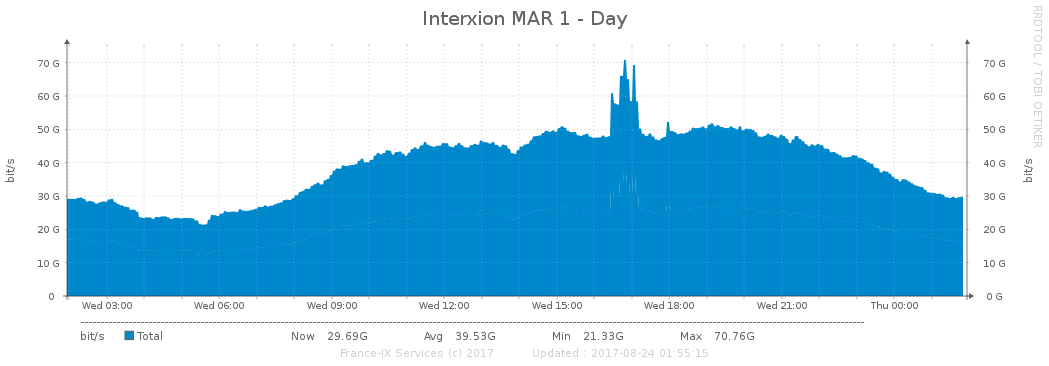 Interxion MAR 1 - Day
RRDTOOL / TOBI OETIKER
bit/s
70 G
60 G
50 G
40 G
30 G
20 G
10 G
0
70 G
60 G
50 G
40 G
30 G
20 G
10 G
0 G
bit/s
Wed 03:00 Wed 06:00 Wed 09:00 Wed 12:00 Wed 15:00 Wed 18:00 Wed 21:00 Thu 00:00
bit/s Total Now 29.69G Avg 39.53G Min 21.33G Max 70.76G
France-IX Services (c) 2017 Updated : 2017-08-24 01:55:15